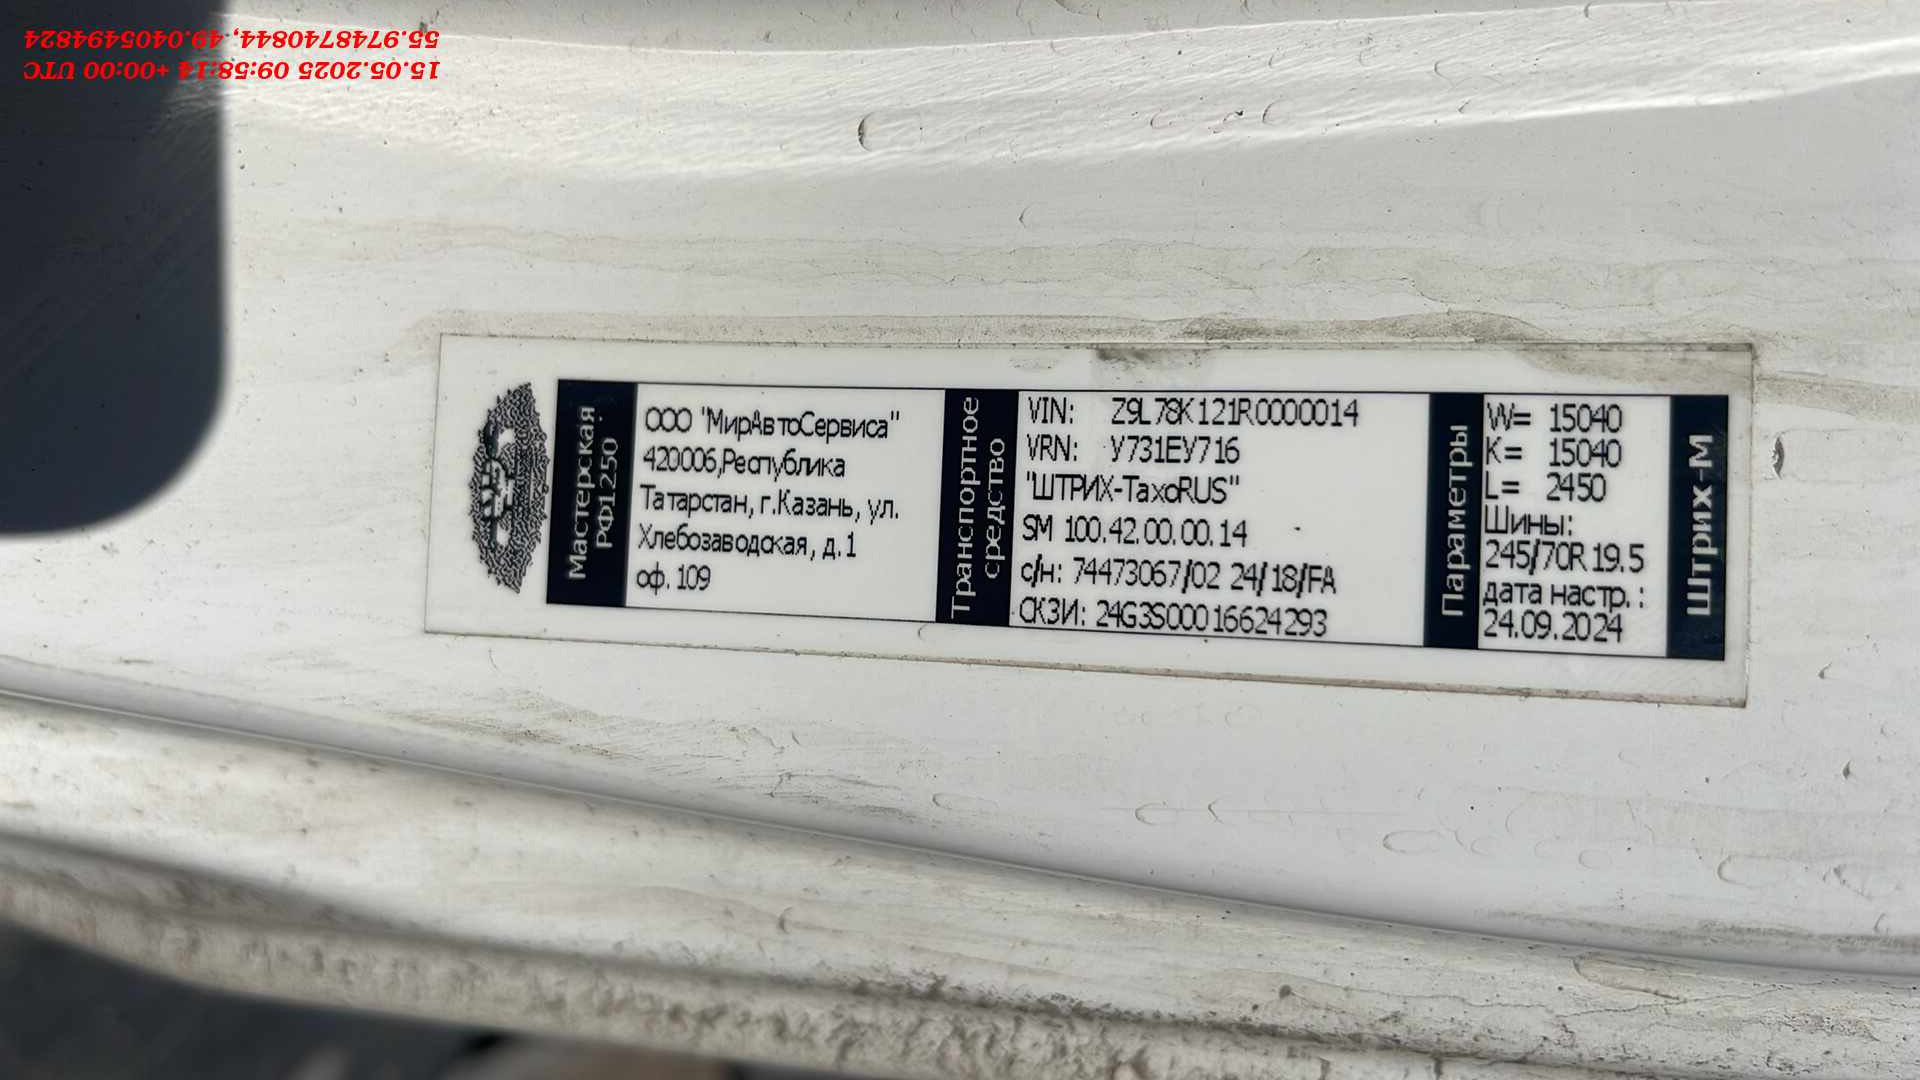 15.05.2025 09:58:14 +00:00 UTC
55.97487408​44, 49.0405494824
Мастерская
РФ1250
ООО "МирАвтоСервиса"
420006,Республика
Татарстан, г.Казань, ул.
Хлебозаводская, д.1
оф. 109
Транспортное
средство
VIN: Z9L78K121R0000014
VRN: У731ЕУ716
"ШТРИХ-ТахоRUS"
SM 100.42.00.00.14
с/н: 74473067/02 24/18/FA
СКЗИ: 24G3S00016624293
Параметры
W= 15040
K= 15040
L= 2450
Шины:
245/70R 19.5
дата настр.:
24.09.2024
Штрих-М